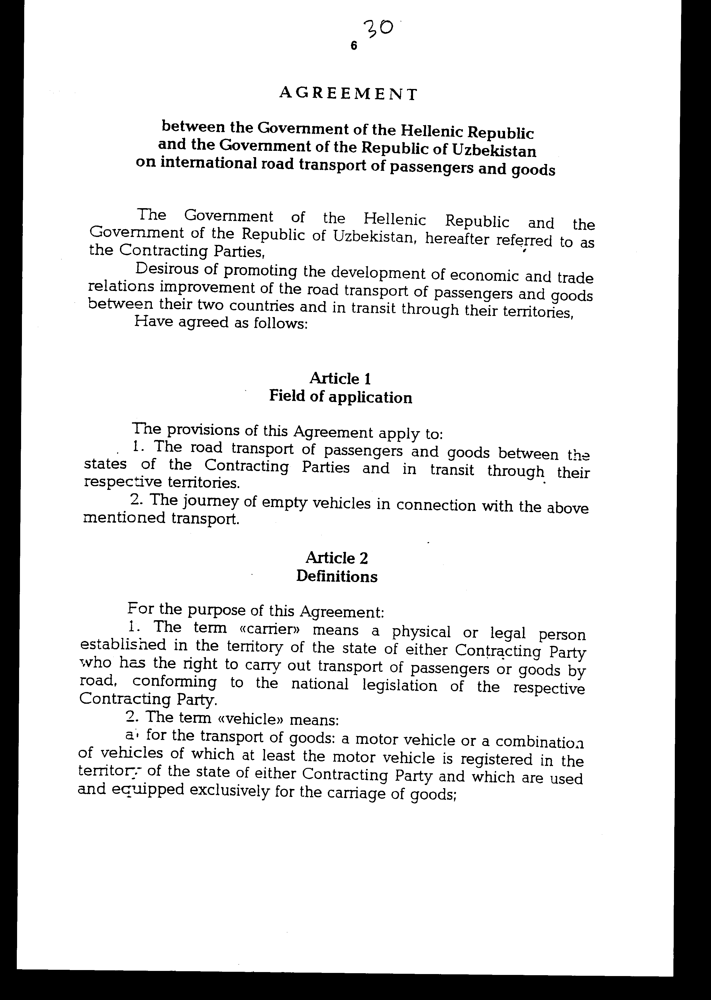 30
6
AGREEMENT
between the Government of the Hellenic Republic
and the Government of the Republic of Uzbekistan
on international road transport of passengers and goods
The Government of the Hellenic Republic and the
Government of the Republic of Uzbekistan, hereafter referred to as
the Contracting Parties,
Desirous of promoting the development of economic and trade
relations improvement of the road transport of passengers and goods
between their two countries and in transit through their territories,
Have agreed as follows:
Article 1
Field of application
The provisions of this Agreement apply to:
1. The road transport of passengers and goods between the
states of the Contracting Parties and in transit through their
respective territories.
2. The journey of empty vehicles in connection with the above
mentioned transport.
Article 2
Definitions
For the purpose of this Agreement:
1. The term «carrier» means a physical or legal person
established in the territory of the state of either Contracting Party
who has the right to carry out transport of passengers or goods by
road, conforming to the national legislation of the respective
Contracting Party.
2. The term «vehicle» means:
a) for the transport of goods: a motor vehicle or a combination
of vehicles of which at least the motor vehicle is registered in the
territory of the state of either Contracting Party and which are used
and equipped exclusively for the carriage of goods;